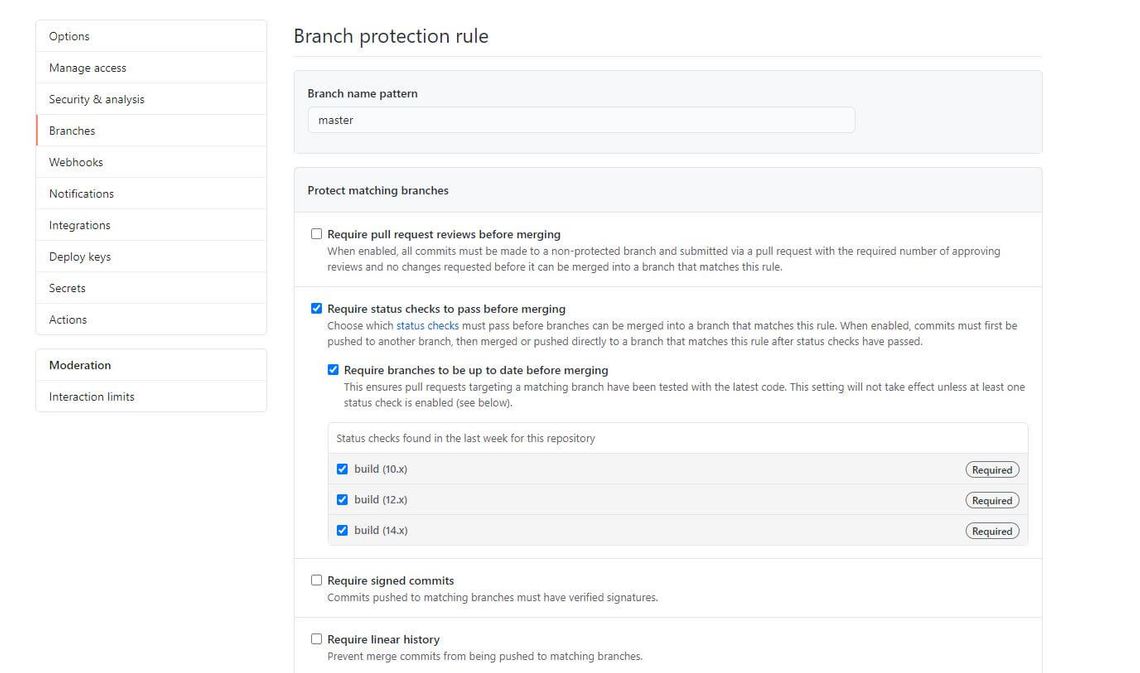 Options
Manage access
Security & analysis
Branches
Webhooks
Notifications
Integrations
Deploy keys
Secrets
Actions
Moderation
Interaction limits
Branch protection rule
Branch name pattern
master
Protect matching branches
Require pull request reviews before merging
When enabled, all commits must be made to a non-protected branch and submitted via a pull request with the required number of approving
reviews and no changes requested before it can be merged into a branch that matches this rule.
Require status checks to pass before merging
Choose which status checks must pass before branches can be merged into a branch that matches this rule. When enabled, commits must first be
pushed to another branch, then merged or pushed directly to a branch that matches this rule after status checks have passed.
Require branches to be up to date before merging
This ensures pull requests targeting a matching branch have been tested with the latest code. This setting will not take effect unless at least one
status check is enabled (see below).
Status checks found in the last week for this repository
build (10.x) Required
build (12.x) Required
build (14.x) Required
Require signed commits
Commits pushed to matching branches must have verified signatures.
Require linear history
Prevent merge commits from being pushed to matching branches.